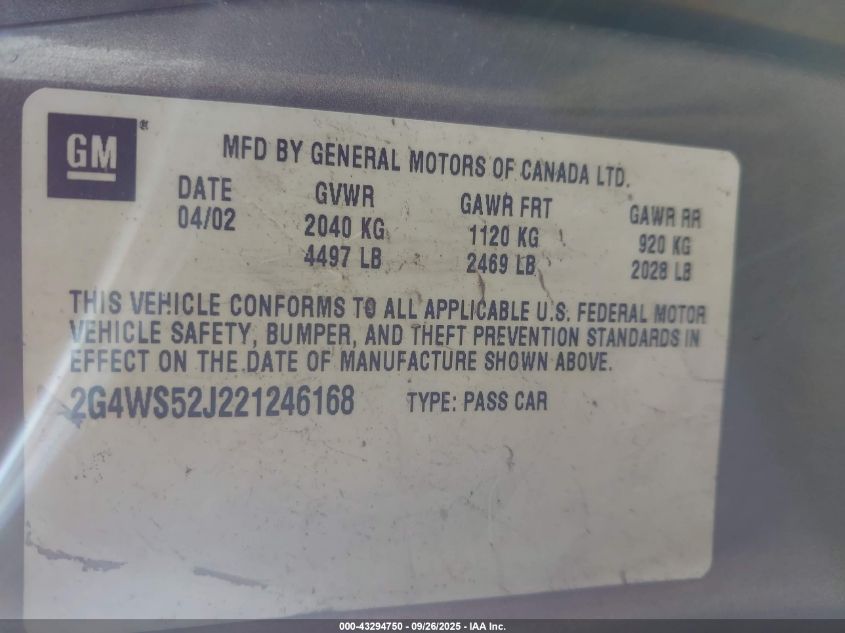 GM®
MFD BY GENERAL MOTORS OF CANADA LTD.
DATE GVWR GAWR FRT GAWR RR
04/02 2040 KG 1120 KG 920 KG
4497 LB 2469 LB 2028 LB
THIS VEHICLE CONFORMS TO ALL APPLICABLE U.S. FEDERAL MOTOR
VEHICLE SAFETY, BUMPER, AND THEFT PREVENTION STANDARDS IN
EFFECT ON THE DATE OF MANUFACTURE SHOWN ABOVE.
2G4WS52J221246168 TYPE: PASS CAR
000-43294750 - 09/26/2025 - IAA Inc.